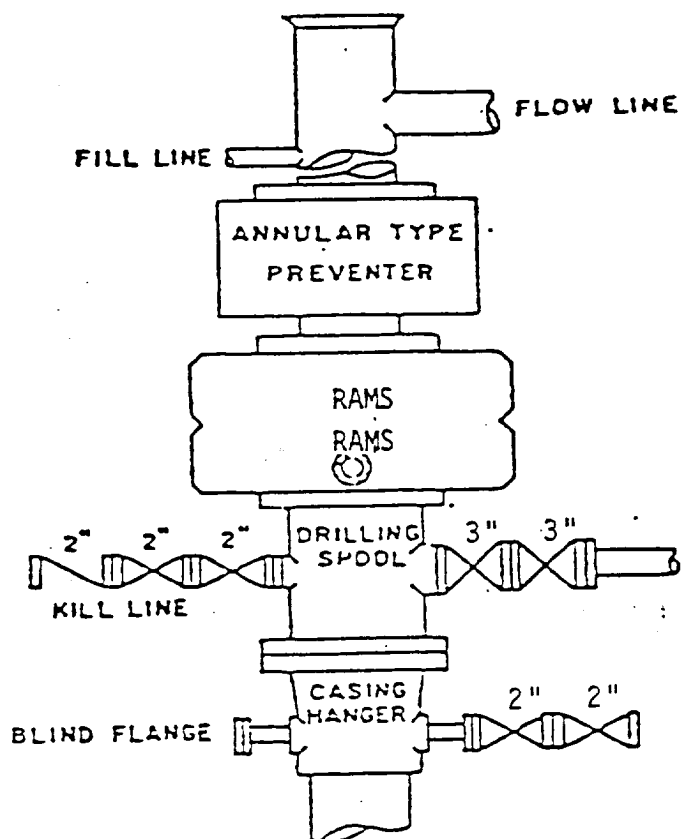 FLOW LINE
FILL LINE
ANNULAR TYPE
PREVENTER
RAMS
RAMS
2" 2" 2"
DRILLING
SPOOL
3" 3"
KILL LINE
CASING
HANGER
2" 2"
BLIND FLANGE